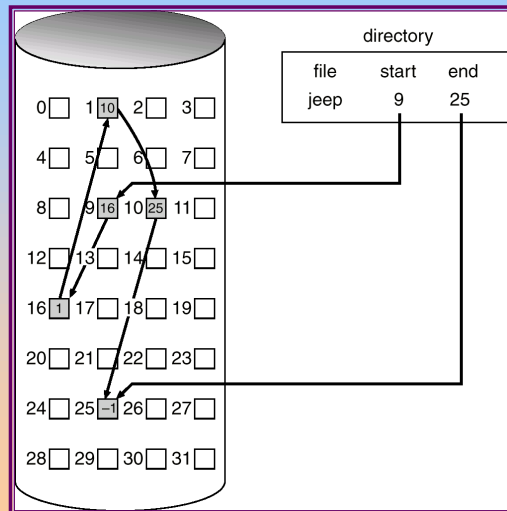 directory
file start end
jeep 9 25
0 1 10 2 3
4 5 6 7
8 9 16 10 25 11
12 13 14 15
16 1 17 18 19
20 21 22 23
24 25 –1 26 27
28 29 30 31